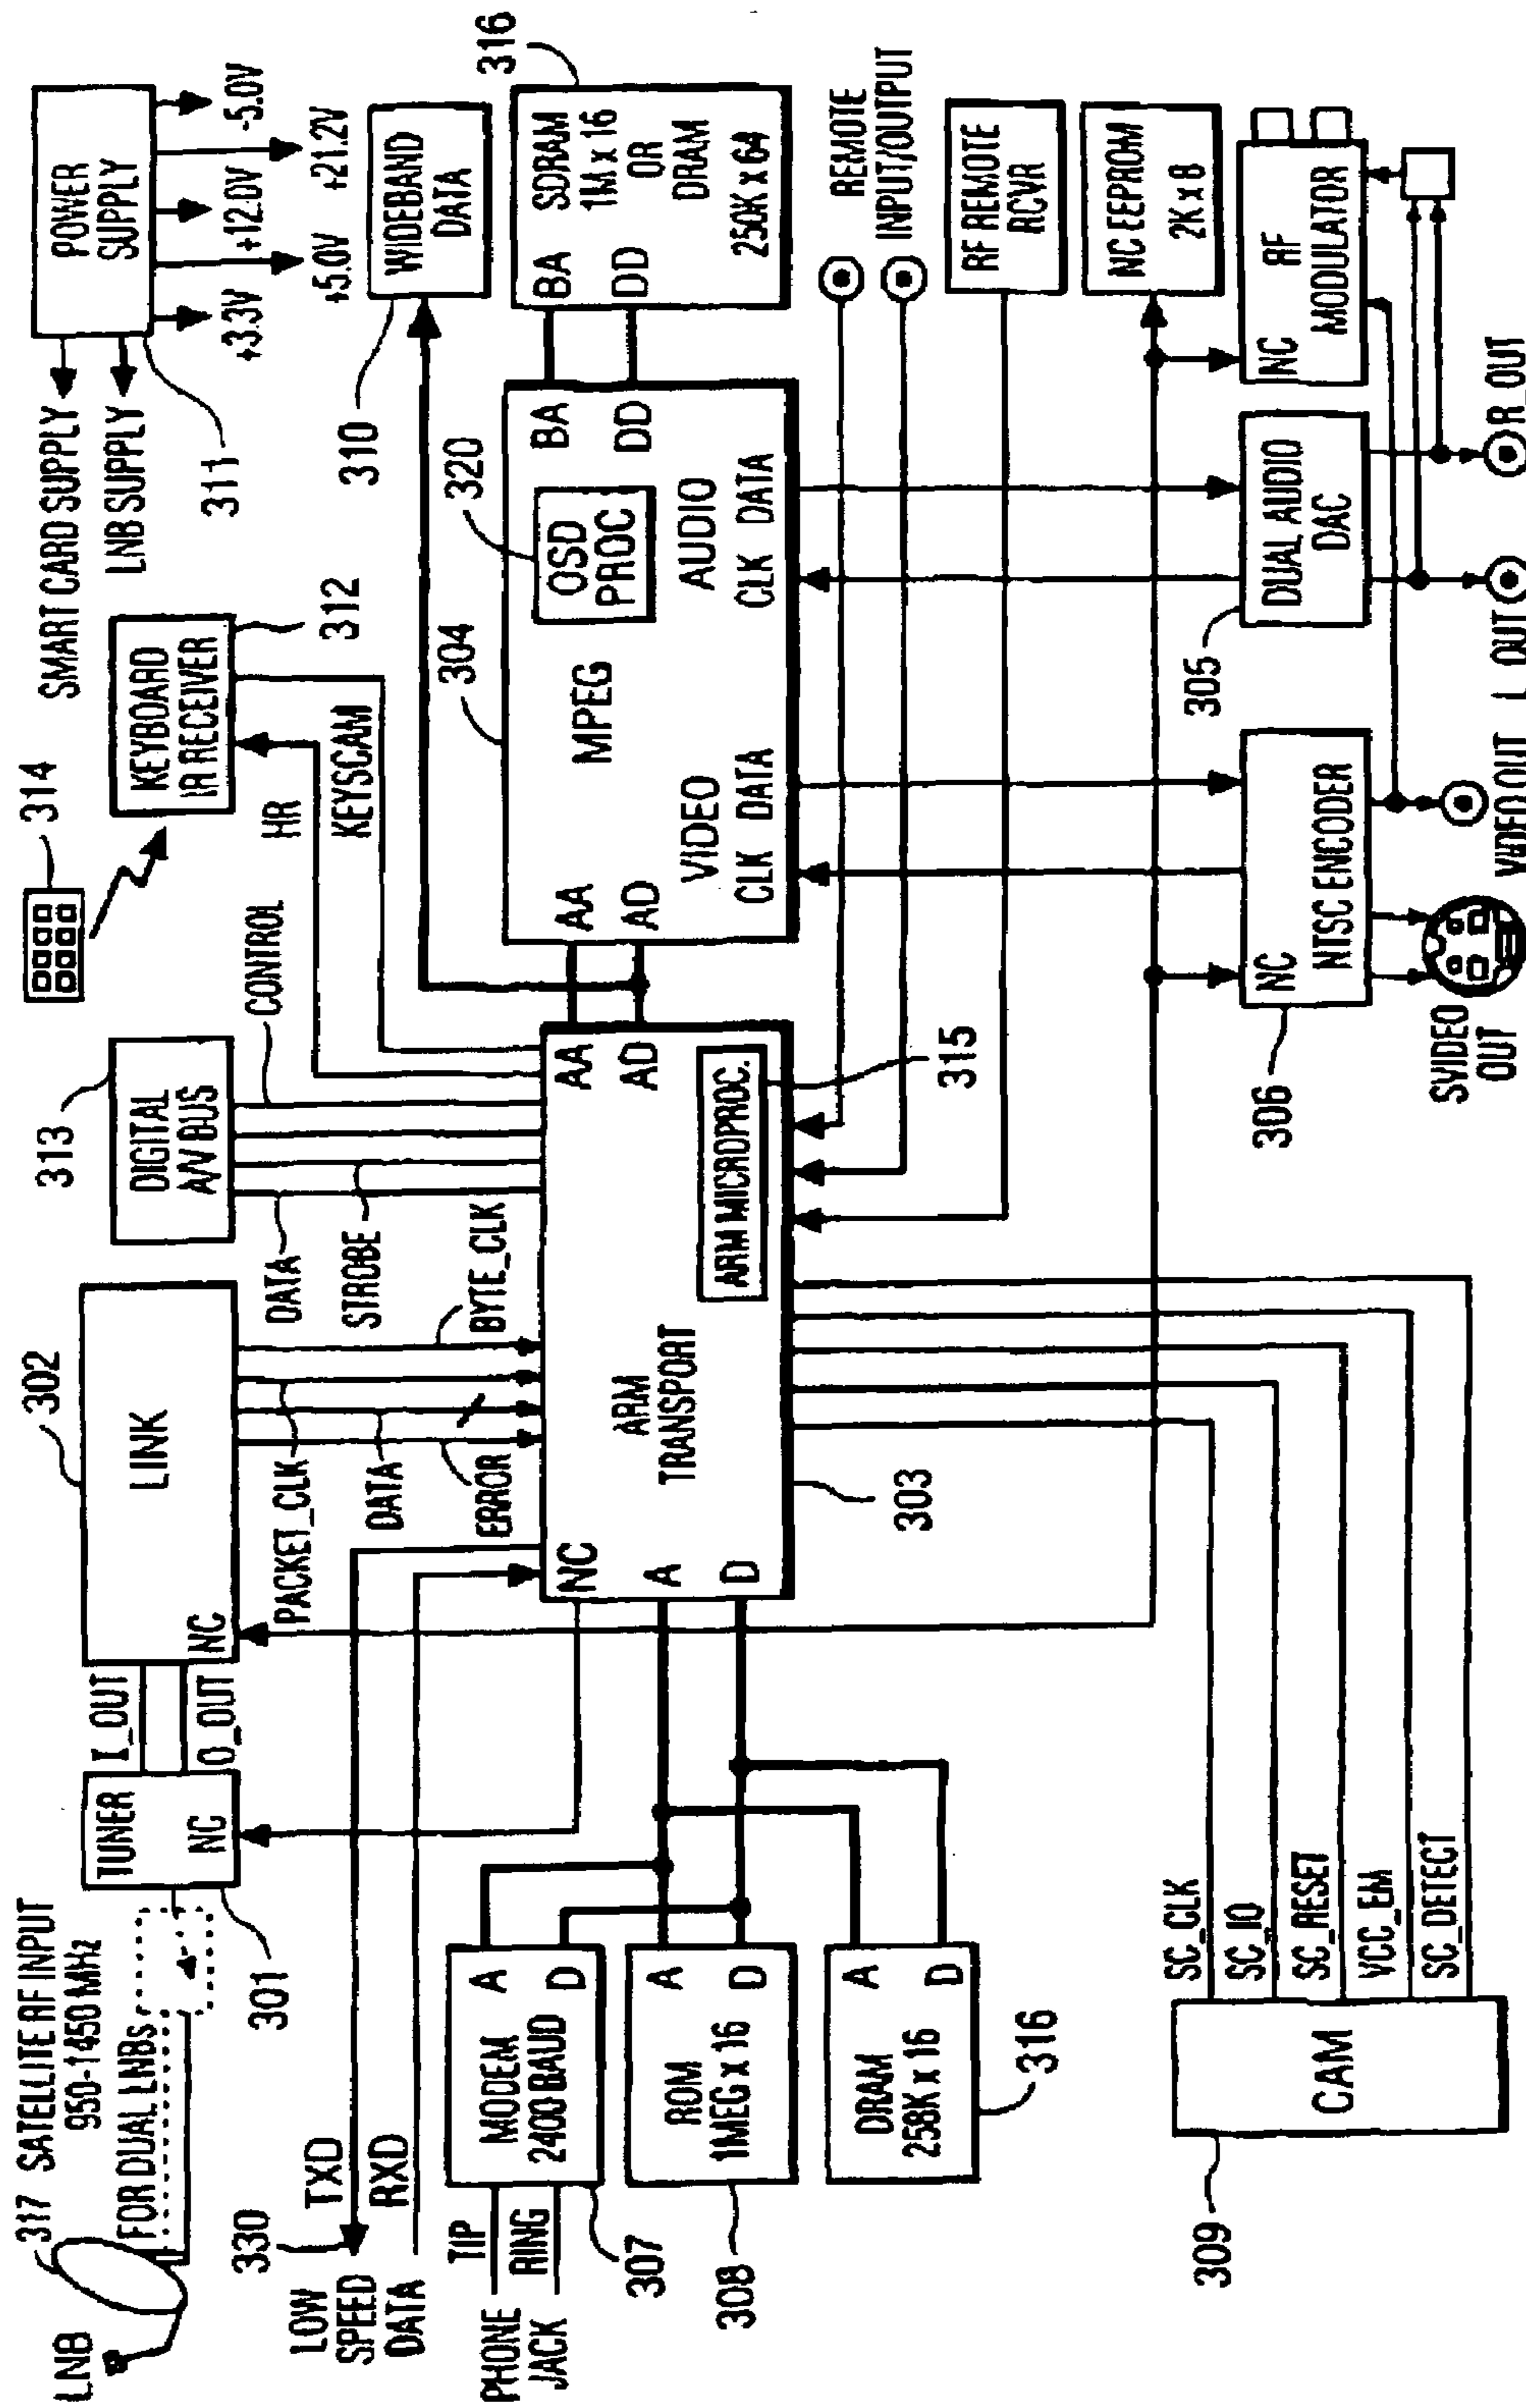 317 SATELLITE RF INPUT
950-1450 MHz
LNB
FOR DUAL LNBs
301
TUNER
NC
I_OUT
Q_OUT
302
LINK
NC
PACKET_CLK
DATA
ERROR
BYTE_CLK
313
DIGITAL
A/V BUS
DATA
STROBE
CONTROL
314
KEYBOARD
IR RECEIVER
312
HR
KEYSCAM
SMART CARD SUPPLY
LNB SUPPLY
311
POWER
SUPPLY
+3.3V
+5.0V
+12.0V
+21.2V
-5.0V
310
WIDEBAND
DATA
330
TXD
RXD
LOW
SPEED
DATA
PHONE
JACK
TIP
RING
307
MODEM
2400 BAUD
A
D
308
ROM
1MEG x 16
A
D
DRAM
258K x 16
A
D
316
NC
A
D
ARM
TRANSPORT
303
AA
AD
ARM MICROPROC.
315
304
MPEG
AA
AD
320
OSD
PROC
BA
DD
VIDEO
CLK DATA
AUDIO
CLK DATA
316
BA
DD
SDRAM
1M x 16
OR
DRAM
250K x 64
REMOTE
INPUT/OUTPUT
RF REMOTE
RCVR
NC EEPROM
2K x 8
INC
RF
MODULATOR
305
DUAL AUDIO
DAC
306
NC
NTSC ENCODER
SVIDEO
OUT
VIDEO OUT
L_OUT
R_OUT
309
CAM
SC_CLK
SC_IO
SC_RESET
VCC_EM
SC_DETECT